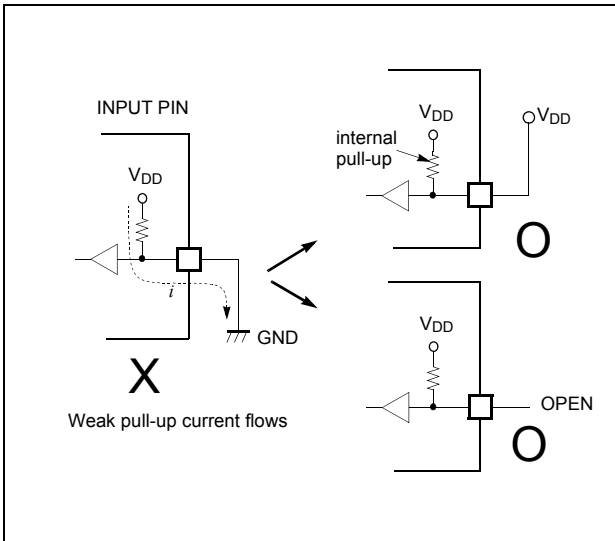 INPUT PIN
VDD
i
GND
X
Weak pull-up current flows
internal
pull-up
VDD
VDD
O
VDD
OPEN
O